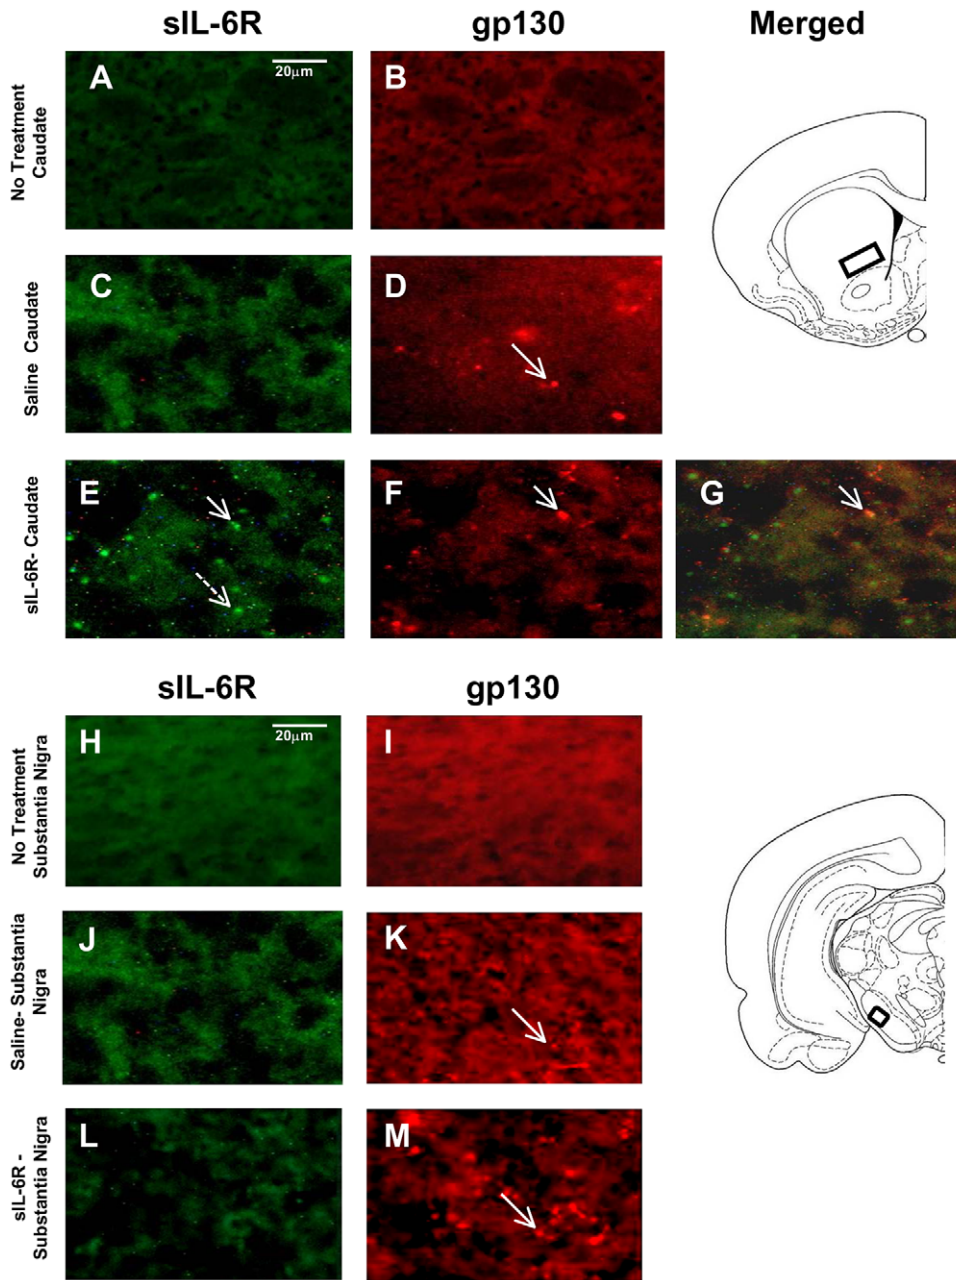 sIL-6R
gp130
Merged
No Treatment
Caudate
A
20μm
B
Saline Caudate
C
D
sIL-6R- Caudate
E
F
G
sIL-6R
gp130
No Treatment
Substantia Nigra
H
20μm
I
Saline- Substantia
Nigra
J
K
sIL-6R -
Substantia Nigra
L
M